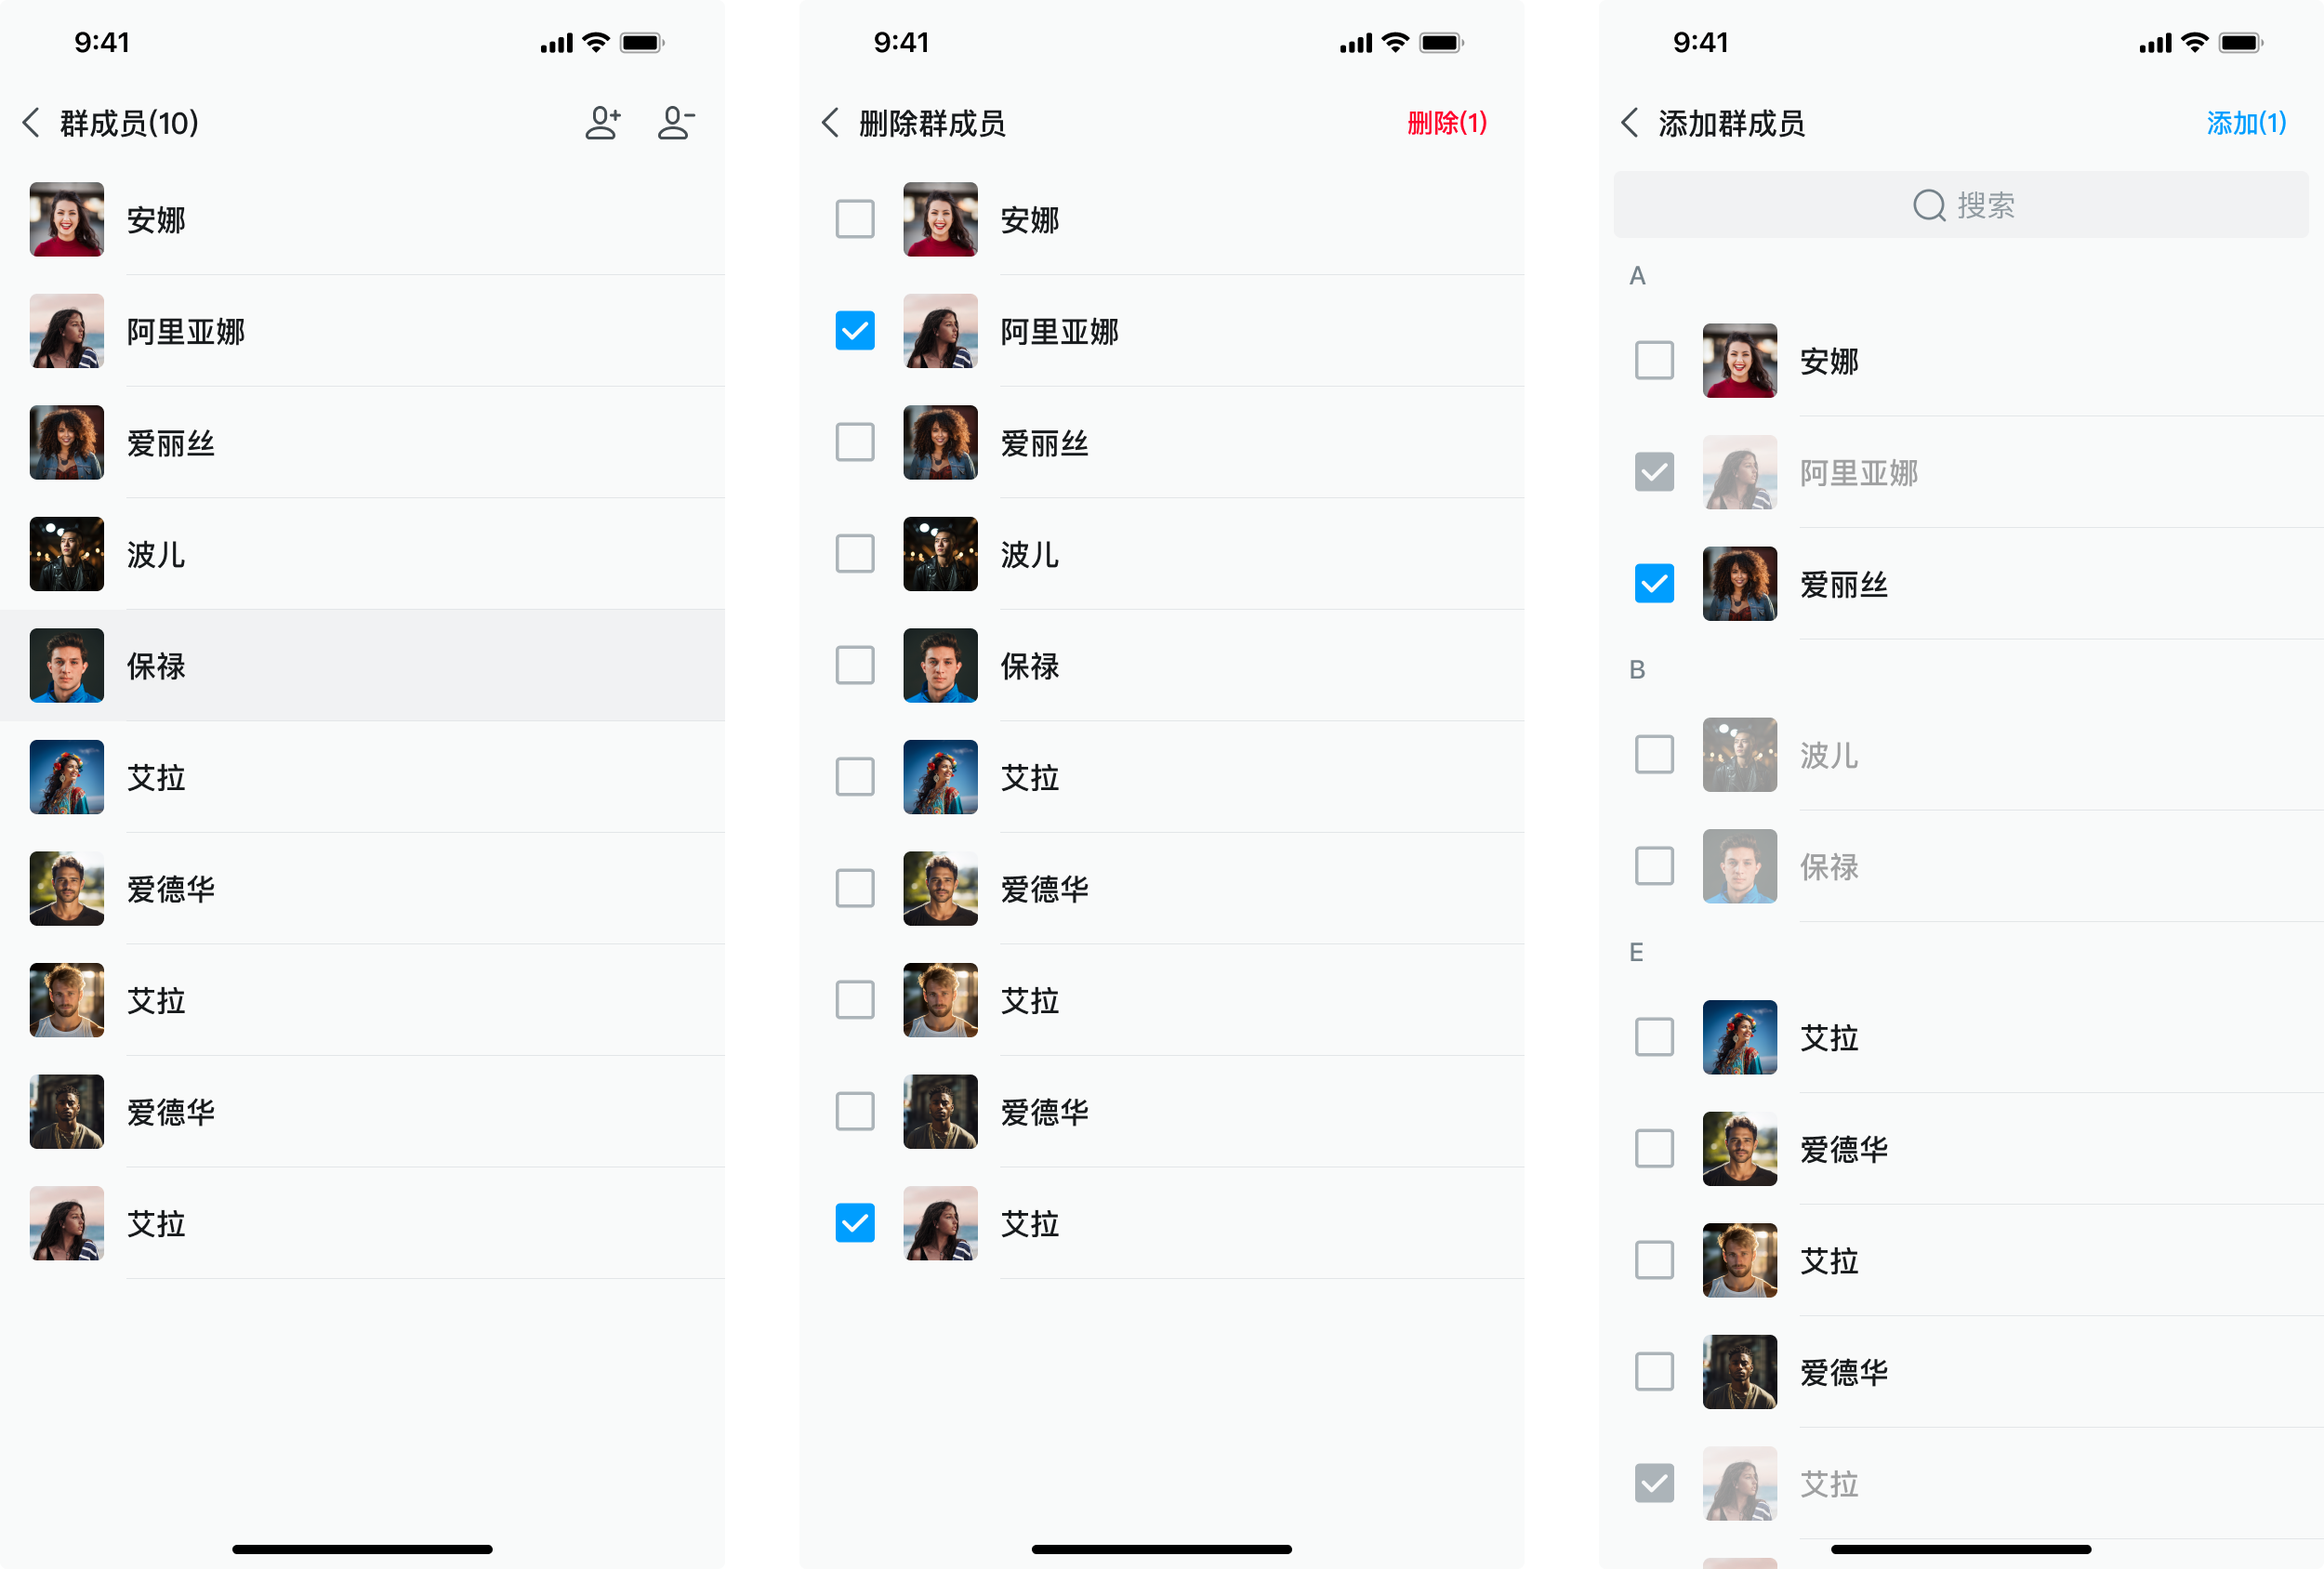 9:41
群成员(10)
安娜
阿里亚娜
爱丽丝
波儿
保禄
艾拉
爱德华
艾拉
爱德华
艾拉
9:41
删除群成员
删除(1)
安娜
阿里亚娜
爱丽丝
波儿
保禄
艾拉
爱德华
艾拉
爱德华
艾拉
9:41
添加群成员
添加(1)
搜索
A
安娜
阿里亚娜
爱丽丝
B
波儿
保禄
E
艾拉
爱德华
艾拉
爱德华
艾拉